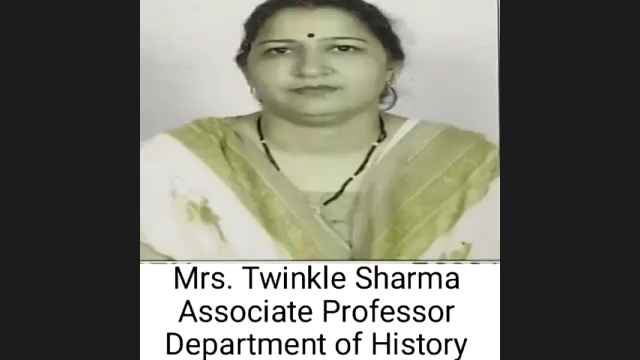 Mrs. Twinkle Sharma
Associate Professor
Department of History